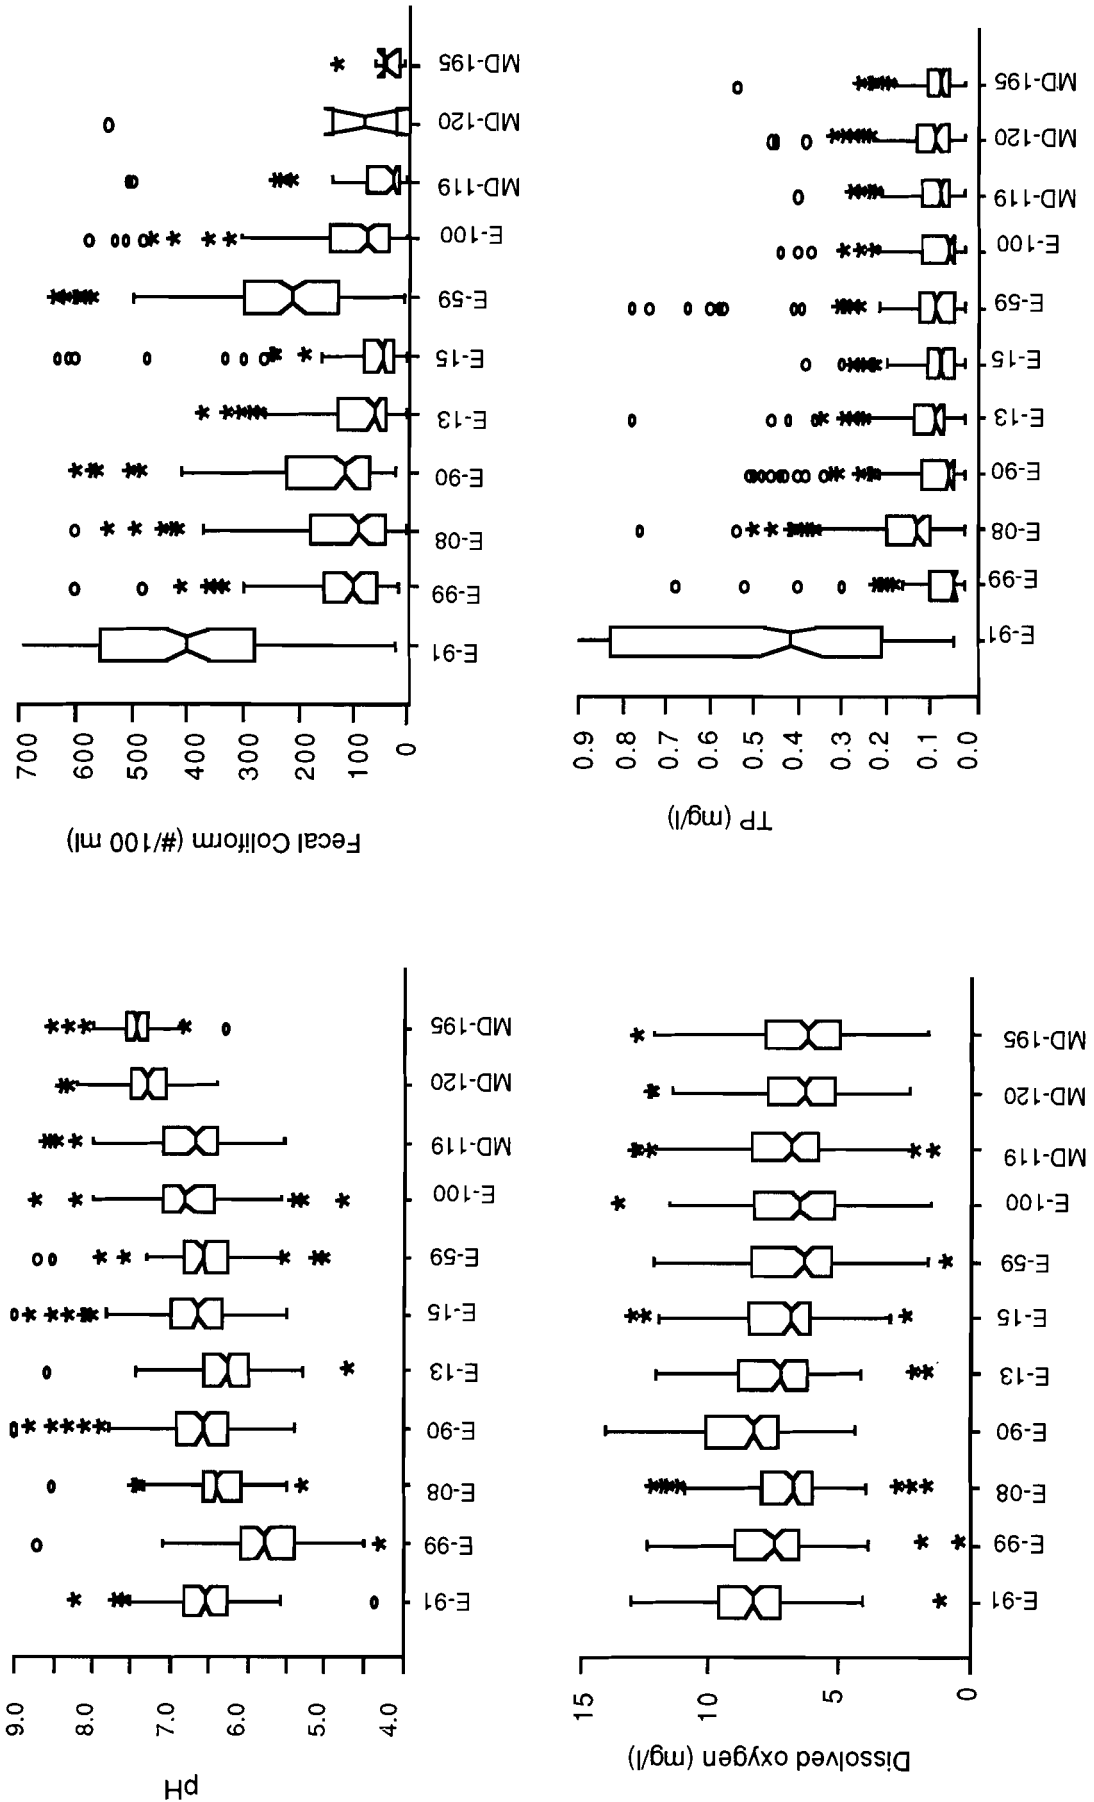 pH
9.0
8.0
7.0
6.0
5.0
4.0
E-91
E-99
E-08
E-90
E-13
E-15
E-59
E-100
MD-119
MD-120
MD-195
Fecal Coliform (#/100 ml)
700
600
500
400
300
200
100
0
E-91
E-99
E-08
E-90
E-13
E-15
E-59
E-100
MD-119
MD-120
MD-195
Dissolved oxygen (mg/l)
15
10
5
0
E-91
E-99
E-08
E-90
E-13
E-15
E-59
E-100
MD-119
MD-120
MD-195
TP (mg/l)
0.9
0.8
0.7
0.6
0.5
0.4
0.3
0.2
0.1
0.0
E-91
E-99
E-08
E-90
E-13
E-15
E-59
E-100
MD-119
MD-120
MD-195